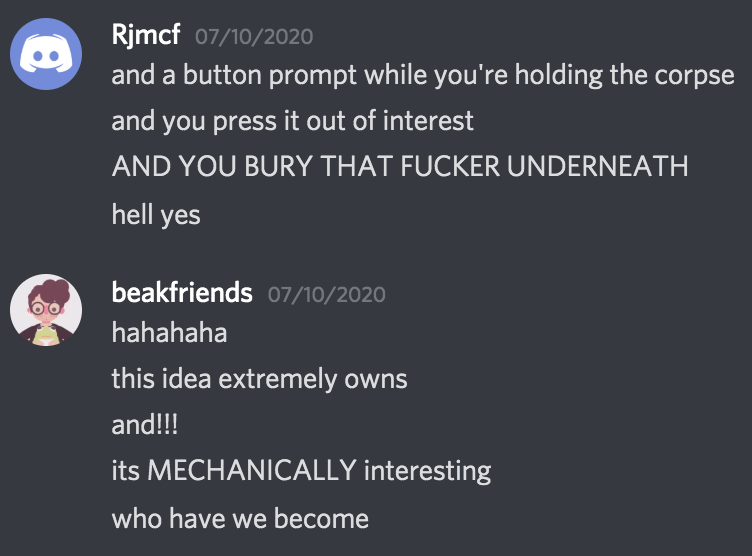 Rjmcf 07/10/2020
and a button prompt while you're holding the corpse
and you press it out of interest
AND YOU BURY THAT FUCKER UNDERNEATH
hell yes
beakfriends 07/10/2020
hahahaha
this idea extremely owns
and!!!
its MECHANICALLY interesting
who have we become